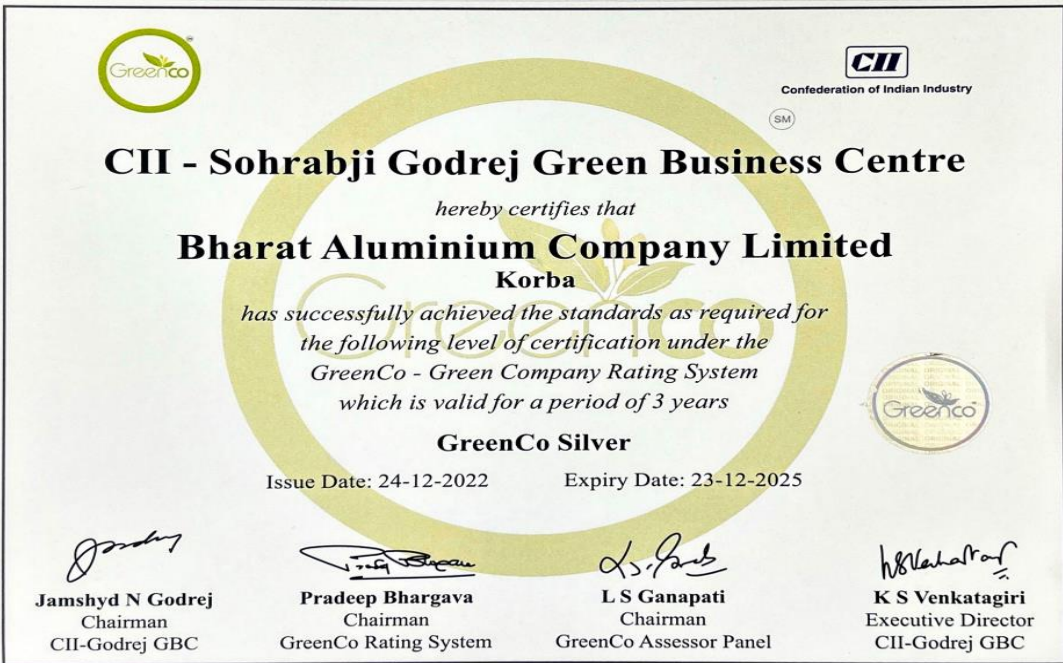 Greenco
CII
Confederation of Indian Industry
SM
CII - Sohrabji Godrej Green Business Centre
hereby certifies that
Bharat Aluminium Company Limited
Korba
has successfully achieved the standards as required for
the following level of certification under the
GreenCo - Green Company Rating System
which is valid for a period of 3 years
Greenco
Greenco
GreenCo Silver
Issue Date: 24-12-2022 Expiry Date: 23-12-2025
Jamshyd N Godrej
Chairman
CII-Godrej GBC
Pradeep Bhargava
Chairman
GreenCo Rating System
L S Ganapati
Chairman
GreenCo Assessor Panel
K S Venkatagiri
Executive Director
CII-Godrej GBC